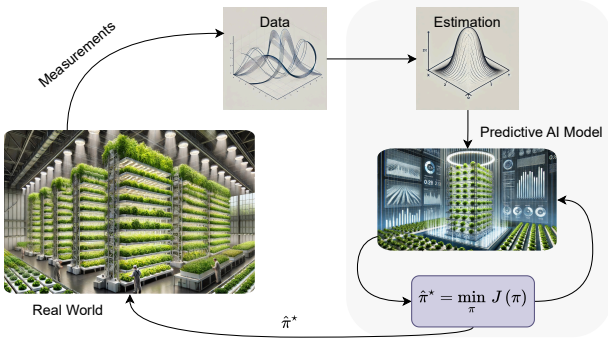 Data
Estimation
Measurements
Predictive AI Model
Real World
π̂⋆ = min J (π)
π
π̂⋆